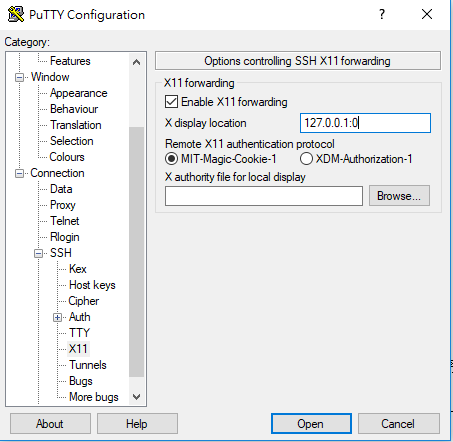 PuTTY Configuration
Category:
Features
Window
Appearance
Behaviour
Translation
Selection
Colours
Connection
Data
Proxy
Telnet
Rlogin
SSH
Kex
Host keys
Cipher
Auth
TTY
X11
Tunnels
Bugs
More bugs
Options controlling SSH X11 forwarding
X11 forwarding
Enable X11 forwarding
X display location
127.0.0.1:0
Remote X11 authentication protocol
MIT-Magic-Cookie-1 XDM-Authorization-1
X authority file for local display
Browse...
About Help Open Cancel